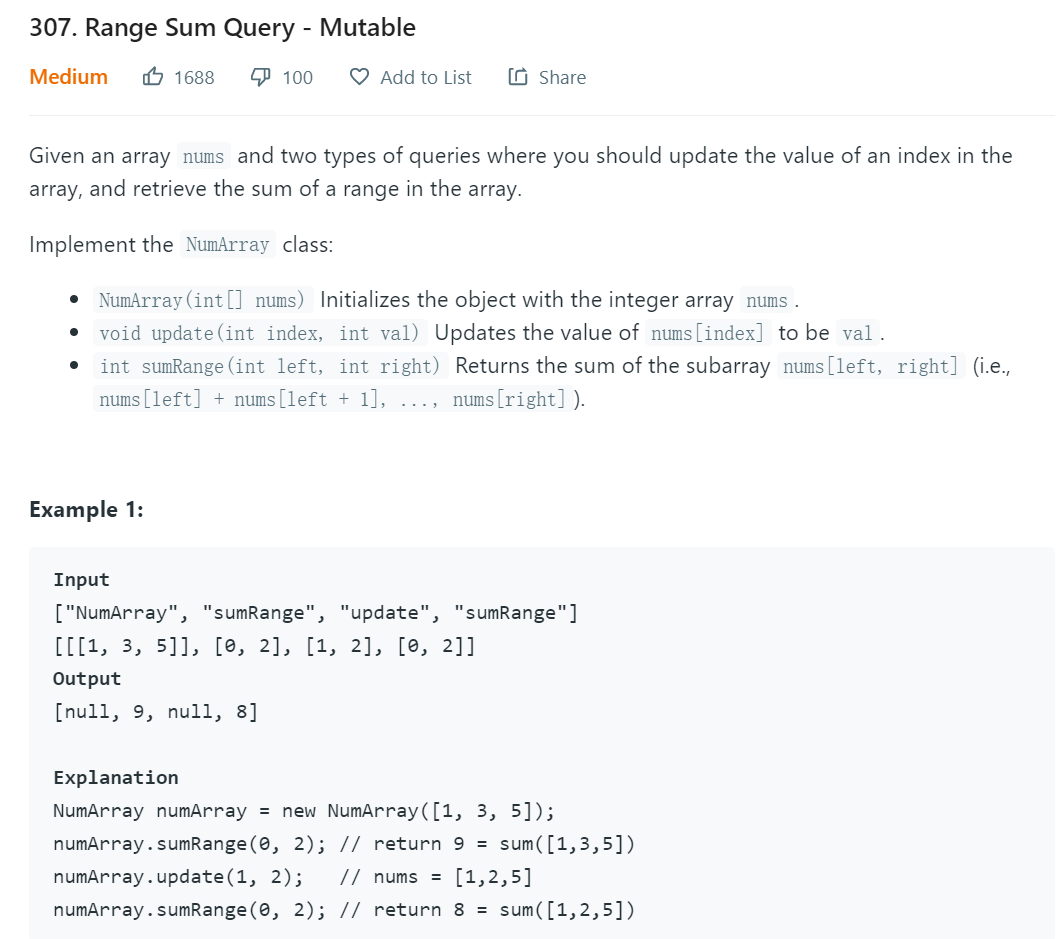 307. Range Sum Query - Mutable
Medium 1688 100 Add to List Share
Given an array nums and two types of queries where you should update the value of an index in the
array, and retrieve the sum of a range in the array.
Implement the NumArray class:
• NumArray(int[] nums) Initializes the object with the integer array nums.
• void update(int index, int val) Updates the value of nums[index] to be val.
• int sumRange(int left, int right) Returns the sum of the subarray nums[left, right] (i.e.,
nums[left] + nums[left + 1], ..., nums[right]).
Example 1:
Input
["NumArray", "sumRange", "update", "sumRange"]
[[[1, 3, 5]], [0, 2], [1, 2], [0, 2]]
Output
[null, 9, null, 8]
Explanation
NumArray numArray = new NumArray([1, 3, 5]);
numArray.sumRange(0, 2); // return 9 = sum([1,3,5])
numArray.update(1, 2);   // nums = [1,2,5]
numArray.sumRange(0, 2); // return 8 = sum([1,2,5])